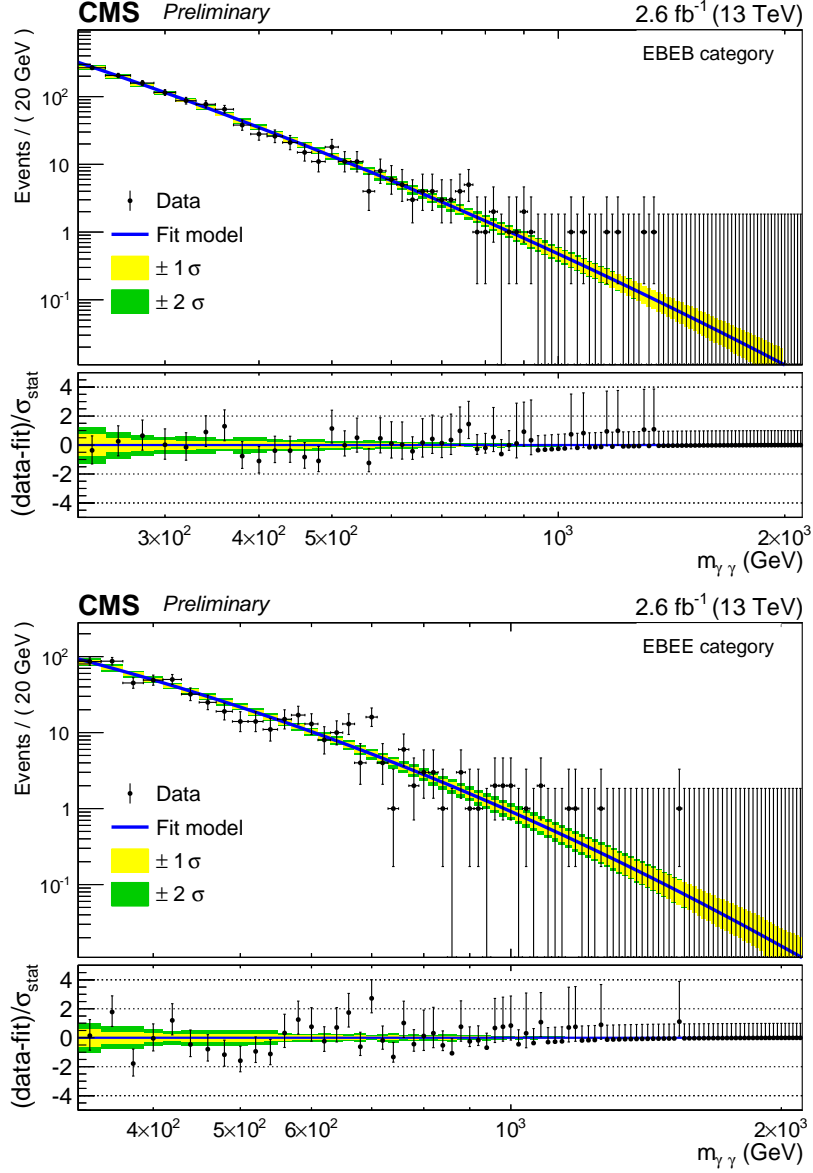 CMS Preliminary 2.6 fb⁻¹ (13 TeV)
EBEB category
Events / ( 20 GeV )
10²
10
1
10⁻¹
Data
Fit model
± 1 σ
± 2 σ
(data-fit)/σ_stat
4
2
0
−2
−4
3×10² 4×10² 5×10² 10³ 2×10³
m_γγ (GeV)
CMS Preliminary 2.6 fb⁻¹ (13 TeV)
EBEE category
Events / ( 20 GeV )
10²
10
1
10⁻¹
Data
Fit model
± 1 σ
± 2 σ
(data-fit)/σ_stat
4
2
0
−2
−4
4×10² 5×10² 6×10² 10³ 2×10³
m_γγ (GeV)